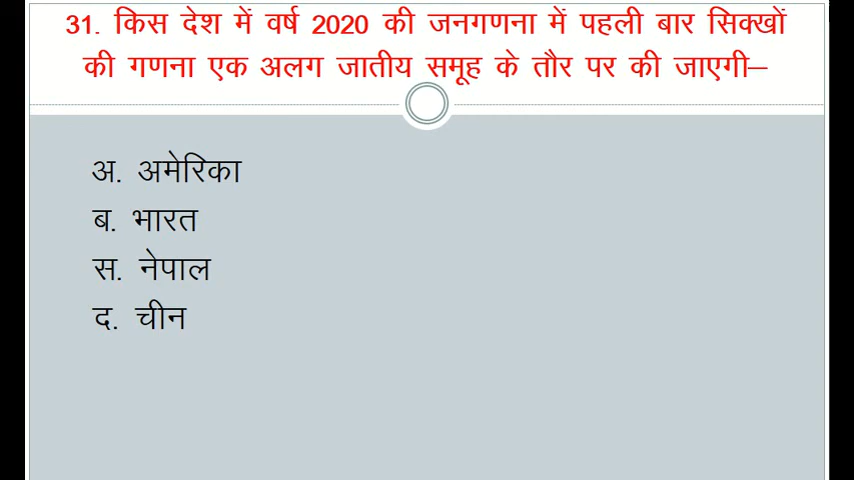 31. किस देश में वर्ष 2020 की जनगणना में पहली बार सिक्खों
की गणना एक अलग जातीय समूह के तौर पर की जाएगी–
अ. अमेरिका
ब. भारत
स. नेपाल
द. चीन